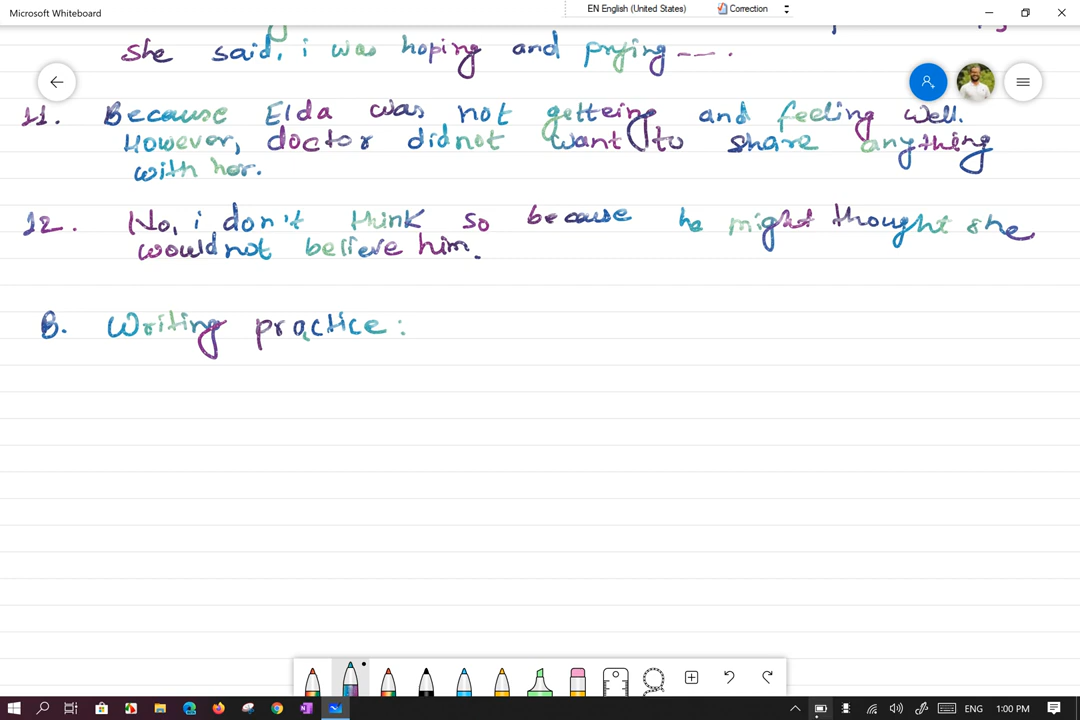 Microsoft Whiteboard
EN English (United States)
Correction
she said, i was hoping and prying ---.
11. Because Elda was not getteing and feeling well.
However, doctor did not want to share anything
with her.
12. No, i don't think so because he might thought she
would not believe him.
B. Writing practice:
ENG
1:00 PM